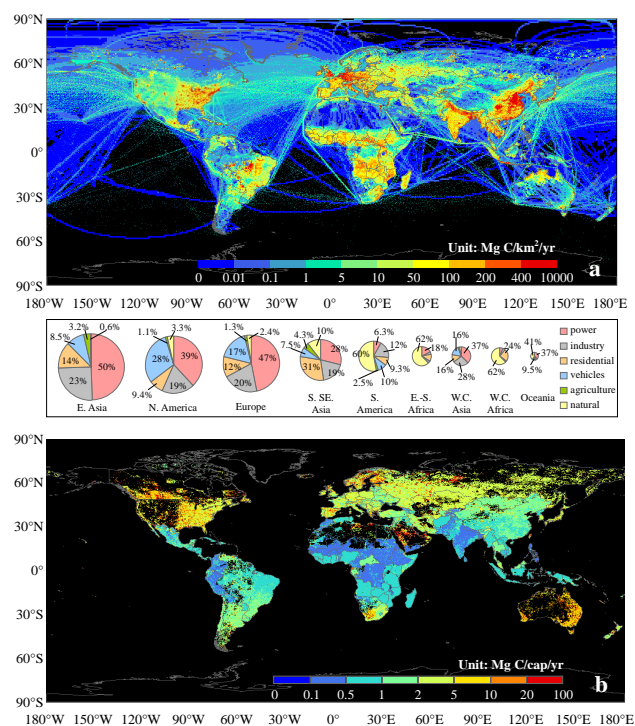 90°N
60°N
30°N
0°
30°S
60°S
90°S
Unit: Mg C/km²/yr
a
0 0.01 0.1 1 5 10 50 100 200 400 10000
180°W 150°W 120°W 90°W 60°W 30°W 0° 30°E 60°E 90°E 120°E 150°E 180°E
3.2% 0.6% 8.5% 14% 23% 50%
E. Asia
1.1% 3.3% 28% 39% 9.4% 19%
N. America
1.3% 2.4% 17% 47% 12% 20%
Europe
4.3% 10% 7.5% 28% 31% 19%
S. SE.
Asia
6.3% 12% 60% 9.3% 2.5% 10%
S.
America
62% 18%
E.-S.
Africa
16% 37% 16% 28%
W.C.
Asia
24% 62%
W.C.
Africa
41% 37% 9.5%
Oceania
power
industry
residential
vehicles
agriculture
natural
90°N
60°N
30°N
0°
30°S
60°S
90°S
Unit: Mg C/cap/yr
b
0 0.1 0.5 1 2 5 10 20 100
180°W 150°W 120°W 90°W 60°W 30°W 0° 30°E 60°E 90°E 120°E 150°E 180°E